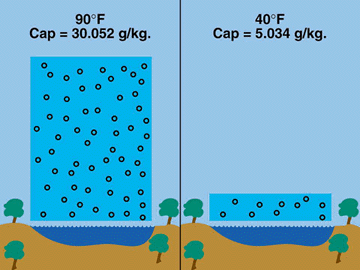 90°F
Cap = 30.052 g/kg.
40°F
Cap = 5.034 g/kg.